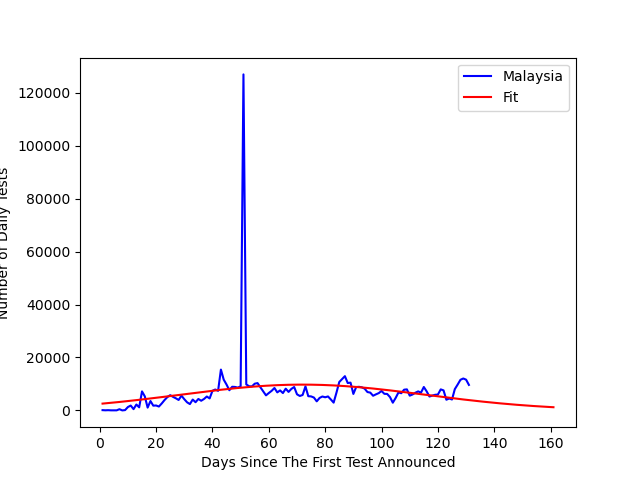 Malaysia
Fit
120000
100000
80000
60000
40000
20000
0
Number of Daily Tests
0 20 40 60 80 100 120 140 160
Days Since The First Test Announced